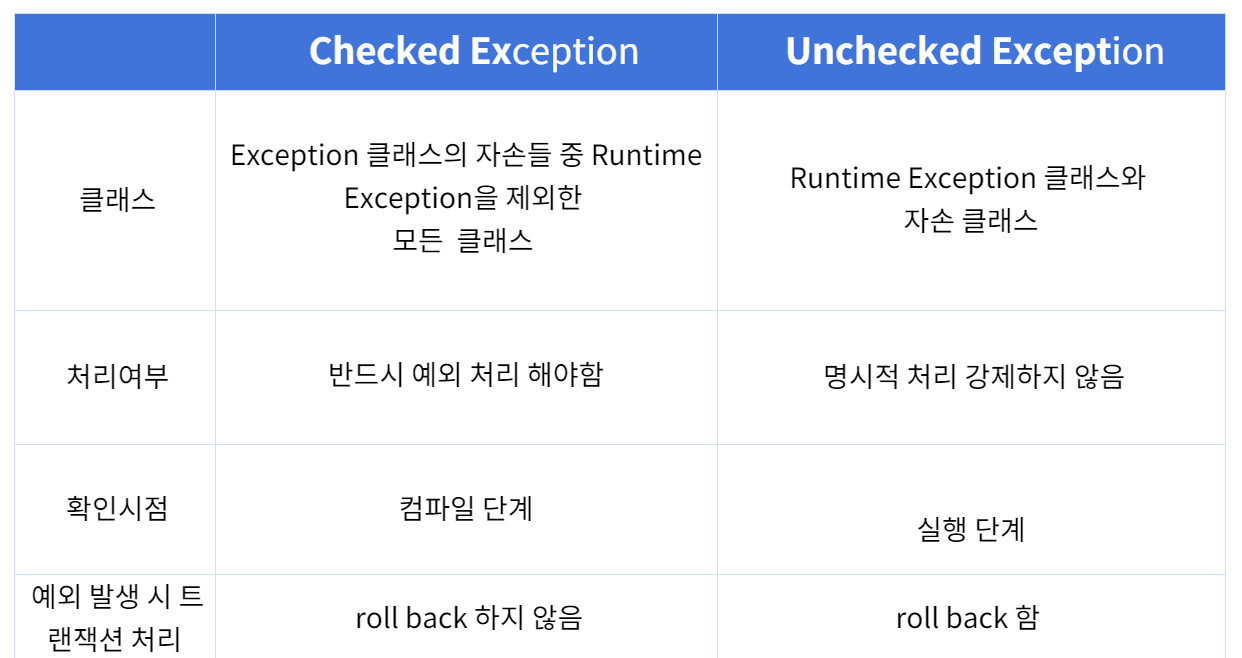 Checked Exception
Unchecked Exception
클래스
Exception 클래스의 자손들 중 Runtime
Exception을 제외한
모든 클래스
Runtime Exception 클래스와
자손 클래스
처리여부
반드시 예외 처리 해야함
명시적 처리 강제하지 않음
확인시점
컴파일 단계
실행 단계
예외 발생 시 트
랜잭션 처리
roll back 하지 않음
roll back 함